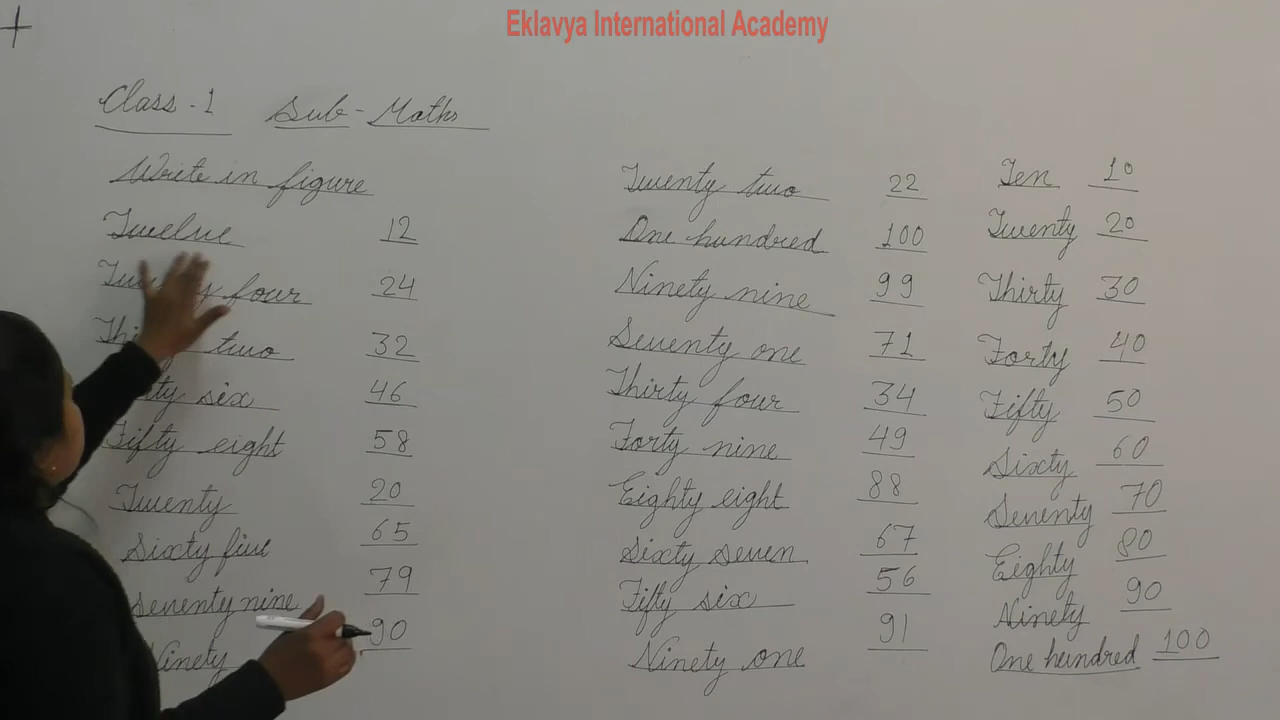 Eklavya International Academy
Class - 1 Sub - Maths
Write in figure
Twelve 12
four 24
two 32
six 46
Fifty eight 58
Twenty 20
Sixty five 65
Seventy nine 79
Ninety 90
Twenty two 22
One hundred 100
Ninety nine 99
Seventy one 71
Thirty four 34
Forty nine 49
Eighty eight 88
Sixty seven 67
Fifty six 56
Ninety one 91
Ten 10
Twenty 20
Thirty 30
Forty 40
Fifty 50
Sixty 60
Seventy 70
Eighty 80
Ninety 90
One hundred 100